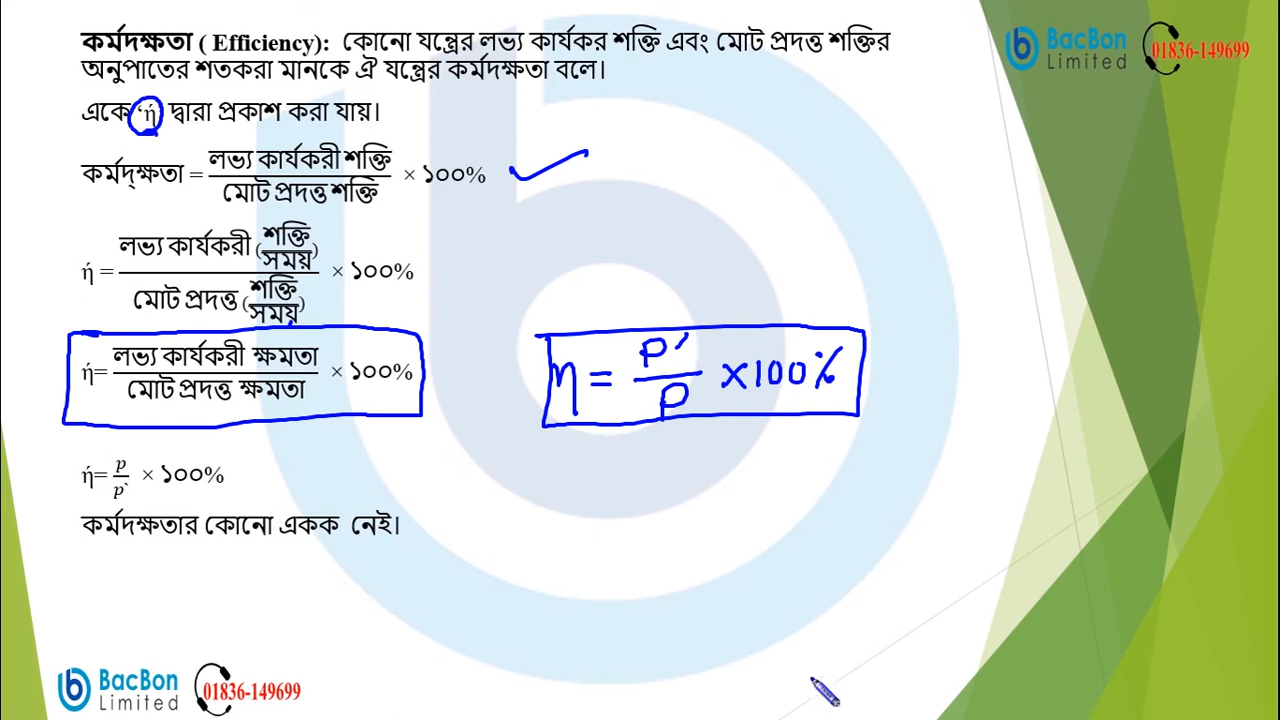 কর্মদক্ষতা ( Efficiency): কোনো যন্ত্রের লভ্য কার্যকর শক্তি এবং মোট প্রদত্ত শক্তির
অনুপাতের শতকরা মানকে ঐ যন্ত্রের কর্মদক্ষতা বলে।
একে ‘ή’ দ্বারা প্রকাশ করা যায়।
কর্মদ্ক্ষতা = লভ্য কার্যকরী শক্তি / মোট প্রদত্ত শক্তি × ১০০%
ή = লভ্য কার্যকরী (শক্তি/সময়) / মোট প্রদত্ত (শক্তি/সময়) × ১০০%
ή= লভ্য কার্যকরী ক্ষমতা / মোট প্রদত্ত ক্ষমতা × ১০০%
η = P′ / P × 100%
ή= p / p` × ১০০%
কর্মদক্ষতার কোনো একক নেই।
BacBon
Limited
01836-149699
BacBon
Limited
01836-149699